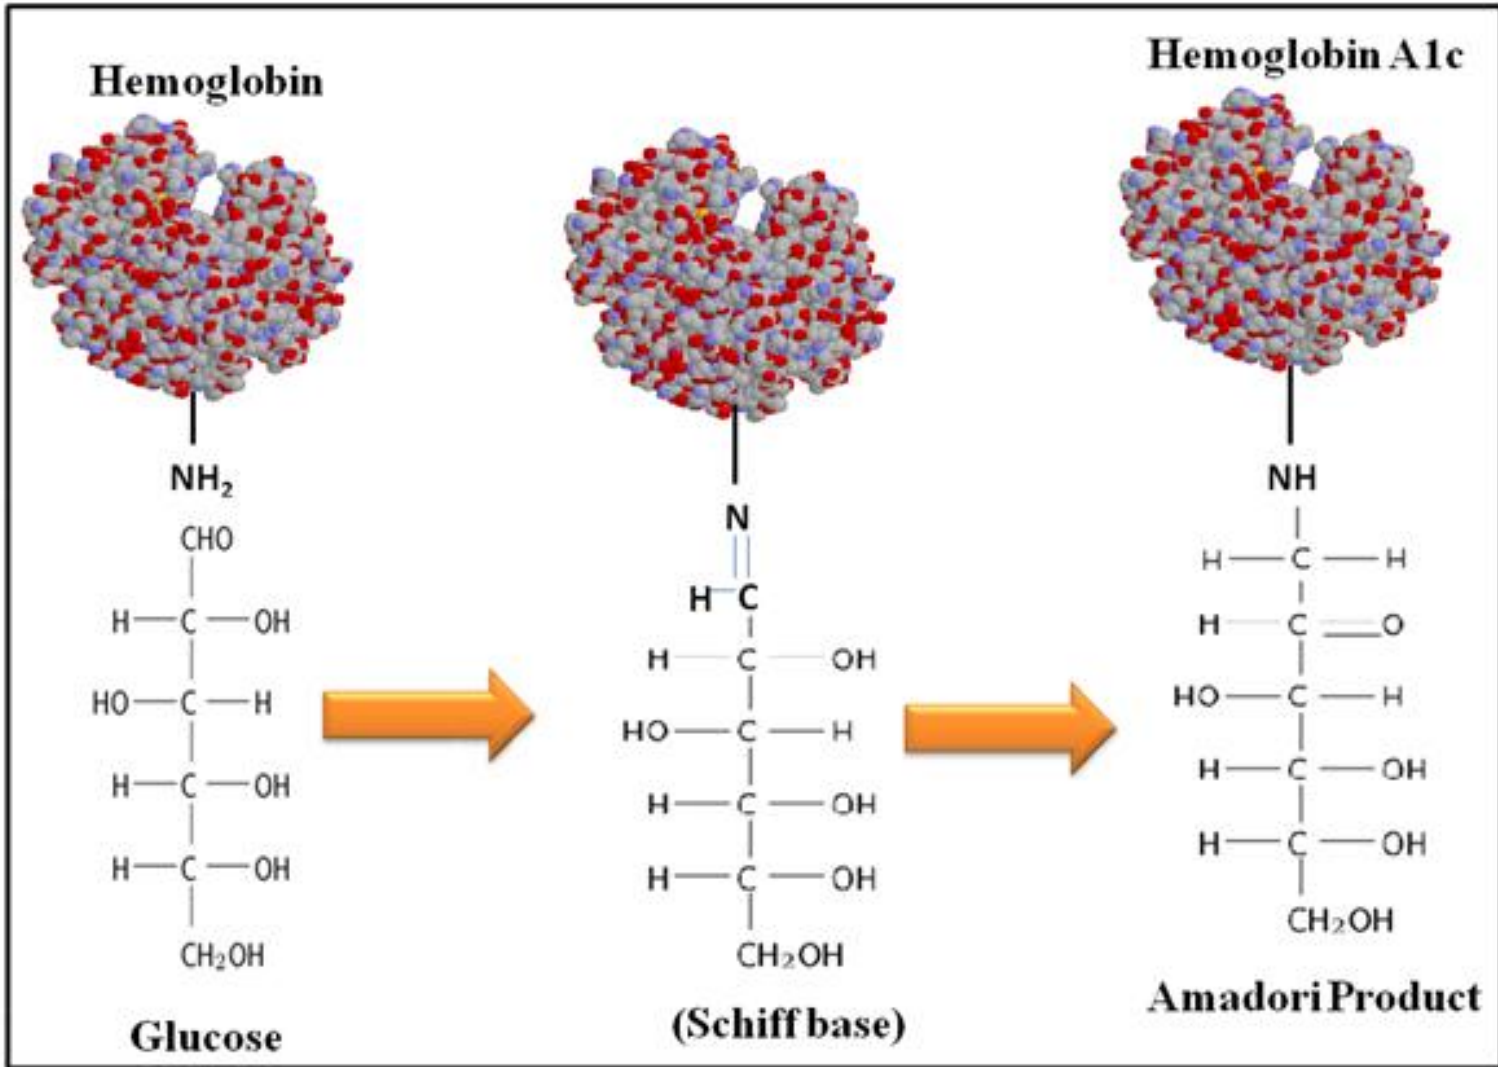 Hemoglobin
NH₂
CHO
H C OH
HO C H
H C OH
H C OH
CH₂OH
Glucose
N
H C
H C OH
HO C H
H C OH
H C OH
CH₂OH
(Schiff base)
Hemoglobin A1c
NH
H C H
H C O
HO C H
H C OH
H C OH
CH₂OH
Amadori Product